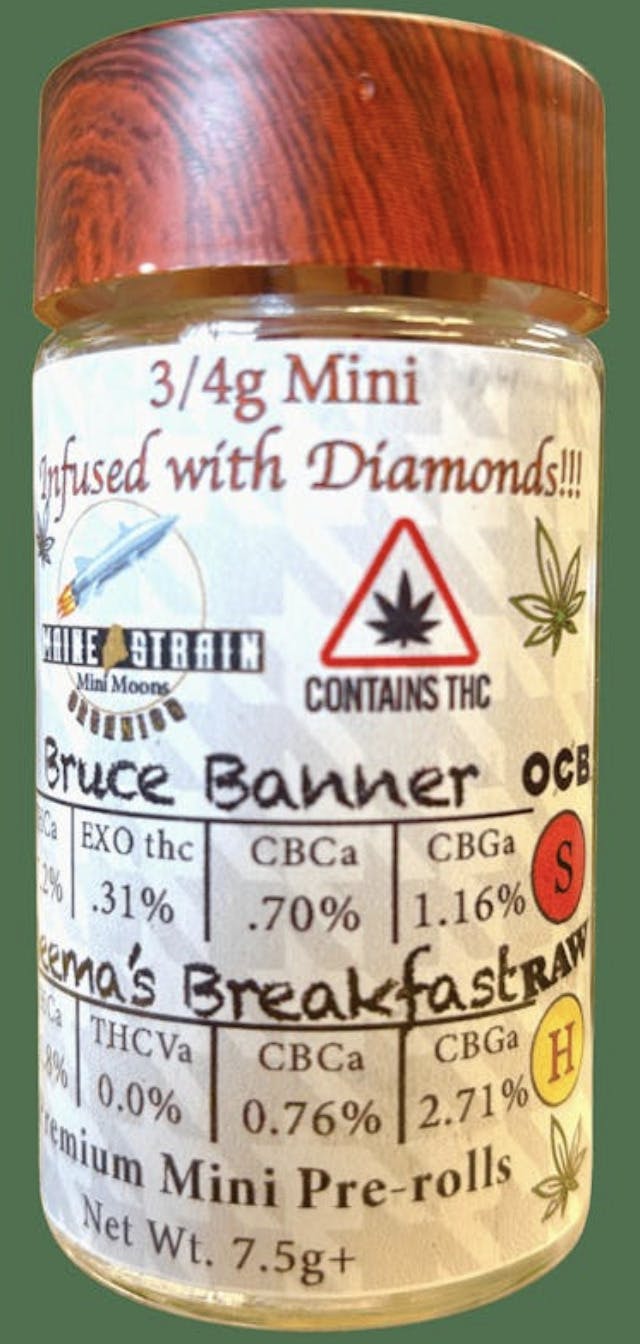 3/4g Mini
Infused with Diamonds!!!
MAINE STRAIN
Mini Moons
ORGANICS
CONTAINS THC
Bruce Banner OCB
EXO thc CBCa CBGa
.31% .70% 1.16% S
Breakfast RAW
THCVa CBCa CBGa
0.0% 0.76% 2.71% H
Premium Mini Pre-rolls
Net Wt. 7.5g+